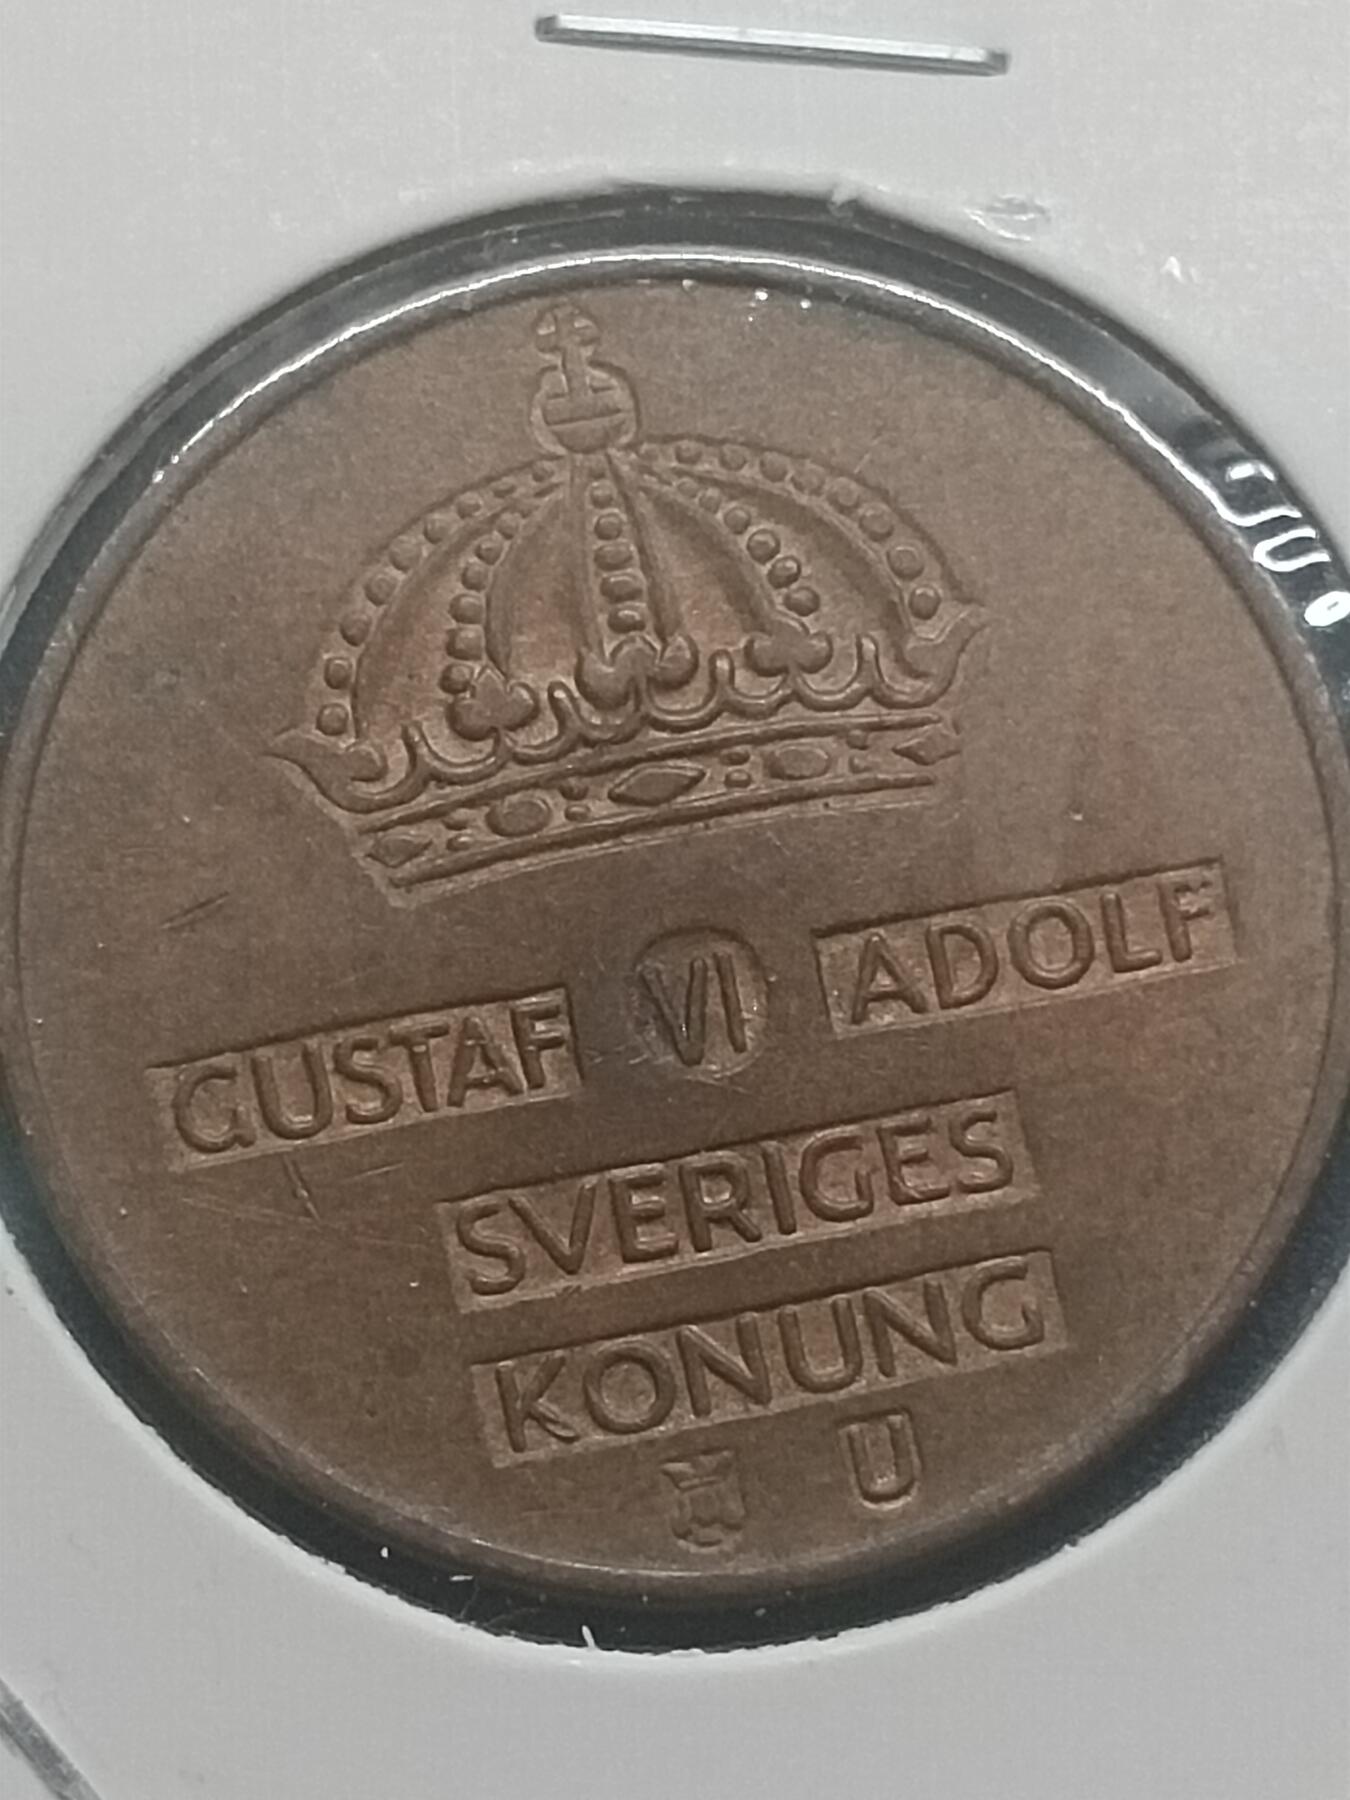 GUSTAF VI ADOLF
SVERIGES
KONUNG
U